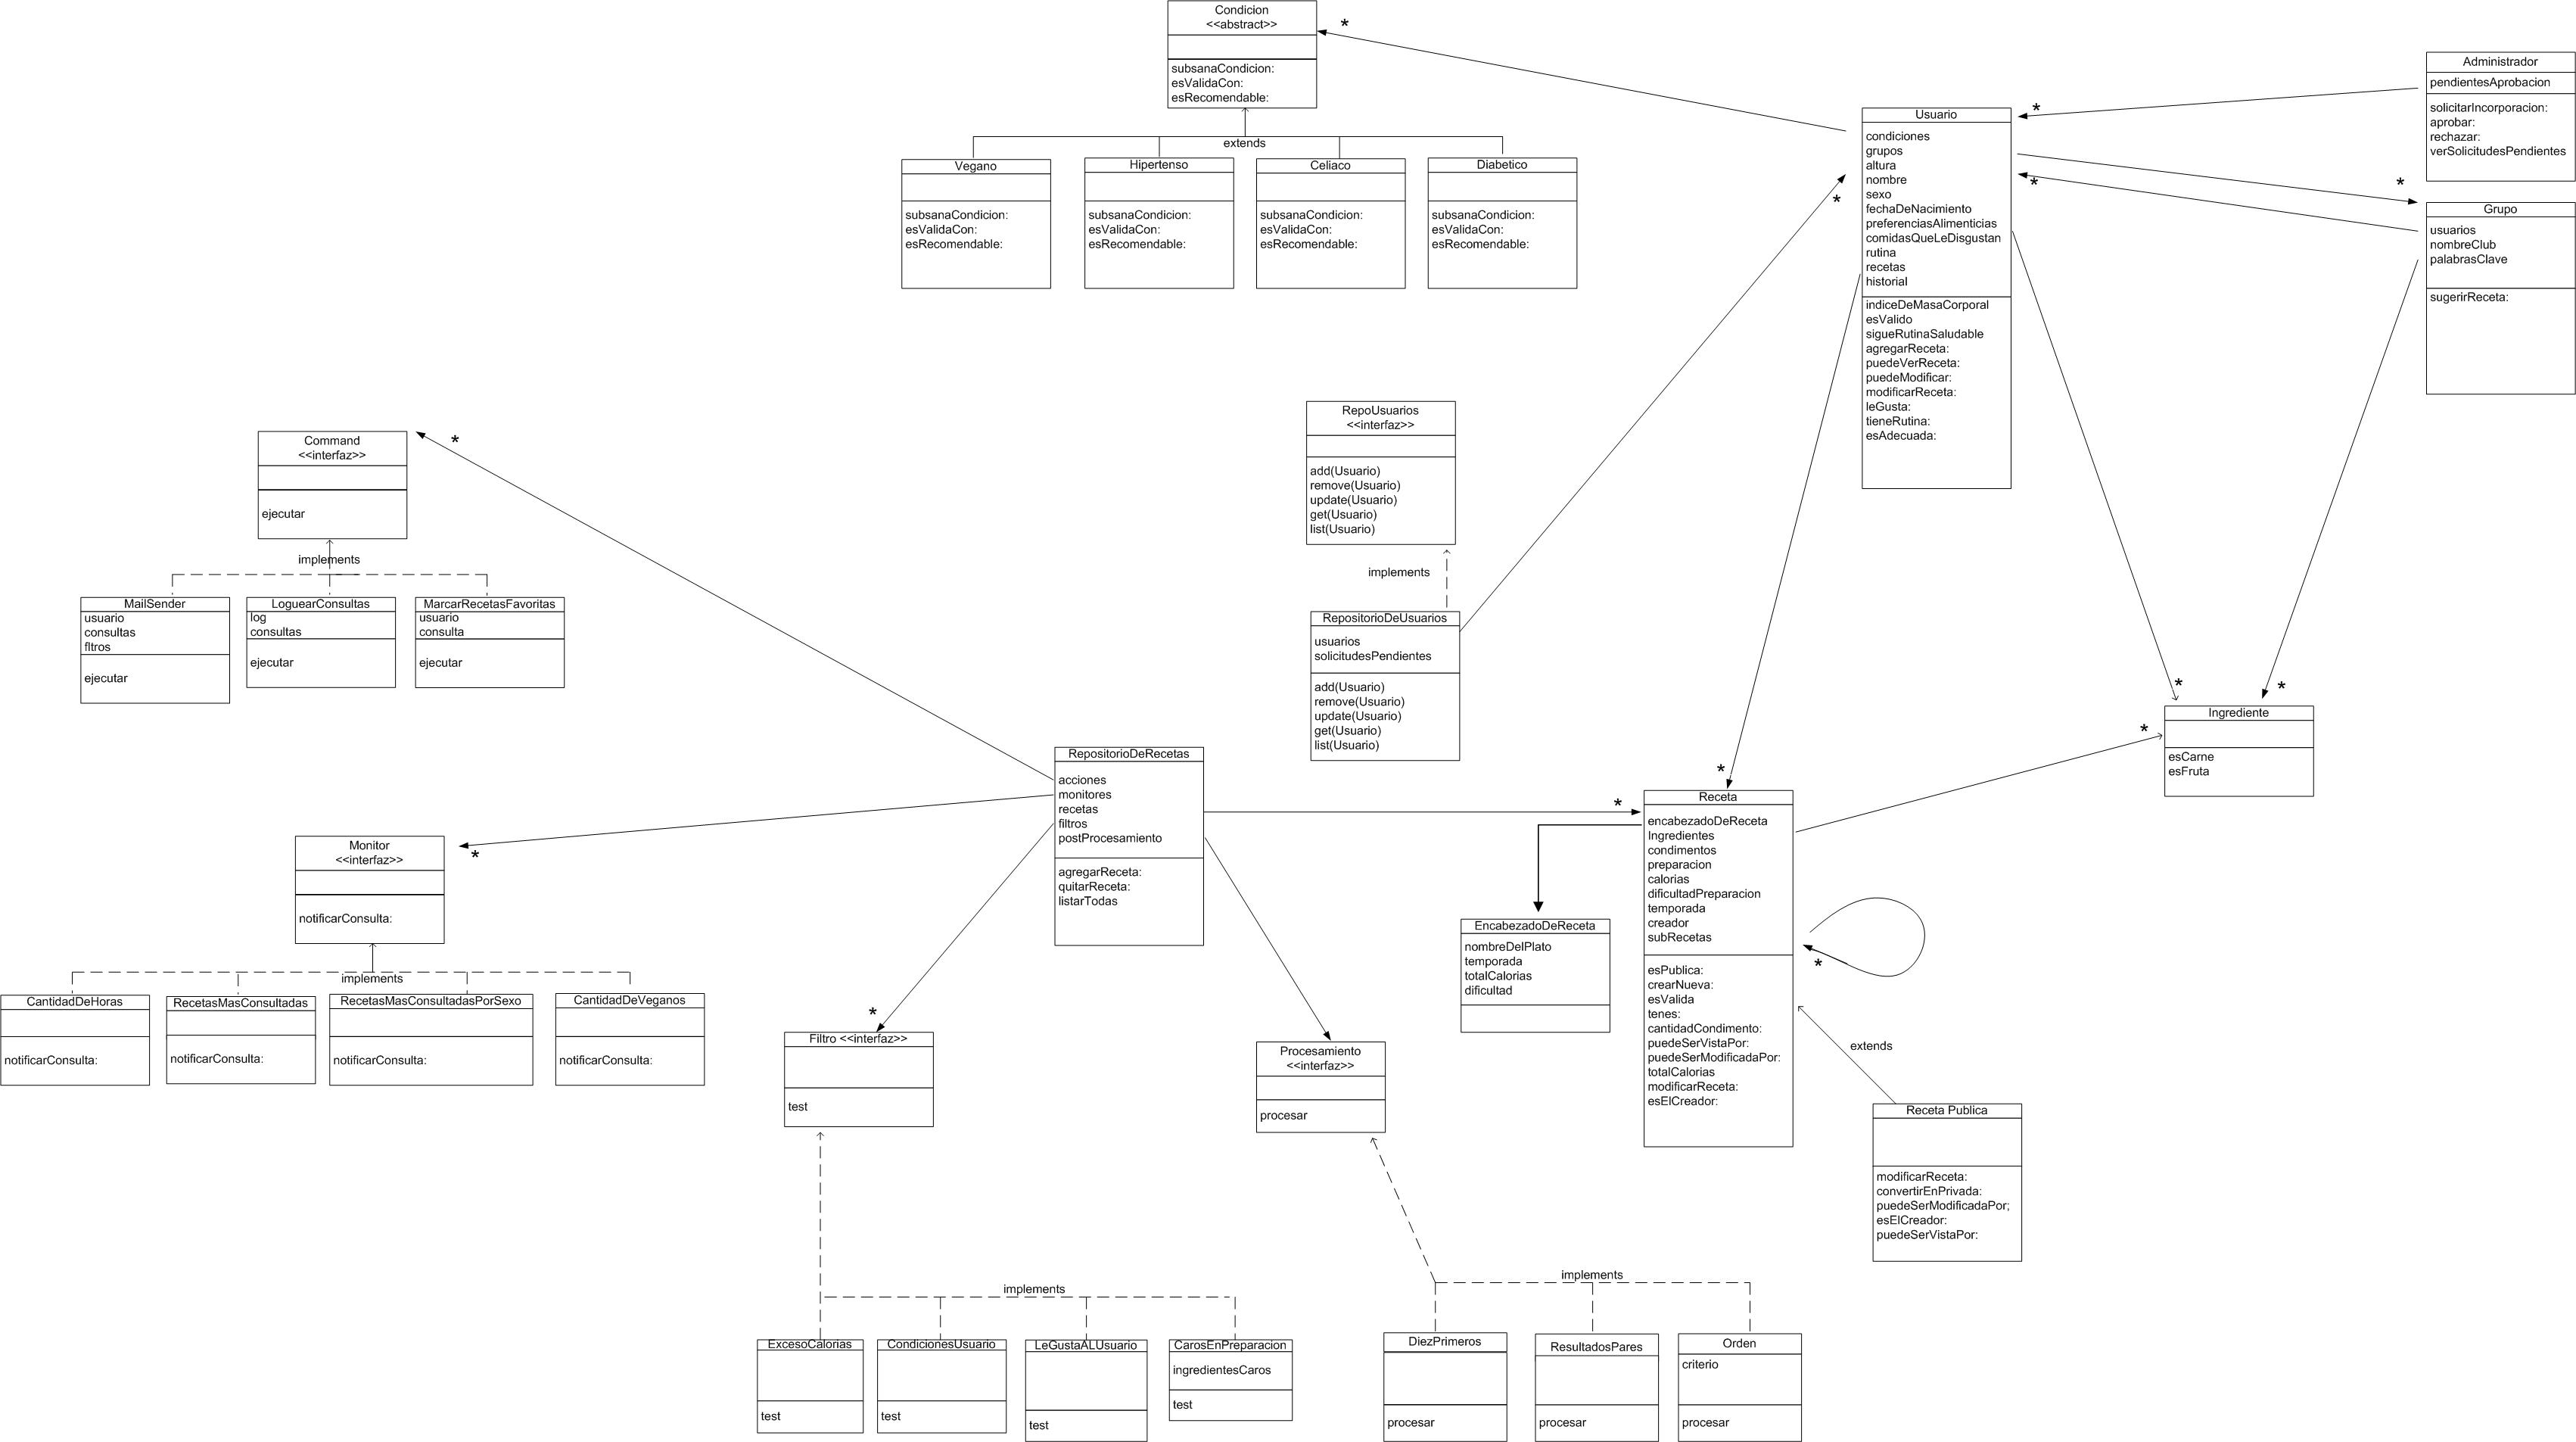 Condicion
<<abstract>>
subsanaCondicion:
esValidaCon:
esRecomendable:
*
extends
Vegano
subsanaCondicion:
esValidaCon:
esRecomendable:
Hipertenso
subsanaCondicion:
esValidaCon:
esRecomendable:
Celiaco
subsanaCondicion:
esValidaCon:
esRecomendable:
Diabetico
subsanaCondicion:
esValidaCon:
esRecomendable:
Administrador
pendientesAprobacion
solicitarIncorporacion:
aprobar:
rechazar:
verSolicitudesPendientes
*
Usuario
condiciones
grupos
altura
nombre
sexo
fechaDeNacimiento
preferenciasAlimenticias
comidasQueLeDisgustan
rutina
recetas
historial
indiceDeMasaCorporal
esValido
sigueRutinaSaludable
agregarReceta:
puedeVerReceta:
puedeModificar:
modificarReceta:
leGusta:
tieneRutina:
esAdecuada:
*
*
*
Grupo
usuarios
nombreClub
palabrasClave
sugerirReceta:
RepoUsuarios
<<interfaz>>
add(Usuario)
remove(Usuario)
update(Usuario)
get(Usuario)
list(Usuario)
implements
RepositorioDeUsuarios
usuarios
solicitudesPendientes
add(Usuario)
remove(Usuario)
update(Usuario)
get(Usuario)
list(Usuario)
Command
<<interfaz>>
ejecutar
*
implements
MailSender
usuario
consultas
fltros
ejecutar
LoguearConsultas
log
consultas
ejecutar
MarcarRecetasFavoritas
usuario
consulta
ejecutar
*
*
*
Ingrediente
esCarne
esFruta
RepositorioDeRecetas
acciones
monitores
recetas
filtros
postProcesamiento
agregarReceta:
quitarReceta:
listarTodas
*
*
Receta
encabezadoDeReceta
Ingredientes
condimentos
preparacion
calorias
dificultadPreparacion
temporada
creador
subRecetas
esPublica:
crearNueva:
esValida
tenes:
cantidadCondimento:
puedeSerVistaPor:
puedeSerModificadaPor:
totalCalorias
modificarReceta:
esElCreador:
*
EncabezadoDeReceta
nombreDelPlato
temporada
totalCalorias
dificultad
extends
Receta Publica
modificarReceta:
convertirEnPrivada:
puedeSerModificadaPor;
esElCreador:
puedeSerVistaPor:
Monitor
<<interfaz>>
notificarConsulta:
*
implements
CantidadDeHoras
notificarConsulta:
RecetasMasConsultadas
notificarConsulta:
RecetasMasConsultadasPorSexo
notificarConsulta:
CantidadDeVeganos
notificarConsulta:
*
Filtro <<interfaz>>
test
Procesamiento
<<interfaz>>
procesar
implements
ExcesoCalorias
test
CondicionesUsuario
test
LeGustaALUsuario
test
CarosEnPreparacion
ingredientesCaros
test
implements
DiezPrimeros
procesar
ResultadosPares
procesar
Orden
criterio
procesar